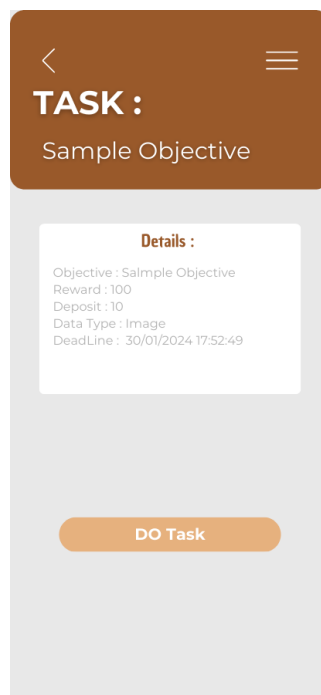 TASK :
Sample Objective
Details :
Objective : Salmple Objective
Reward : 100
Deposit : 10
Data Type : Image
DeadLine :  30/01/2024 17:52:49
DO Task